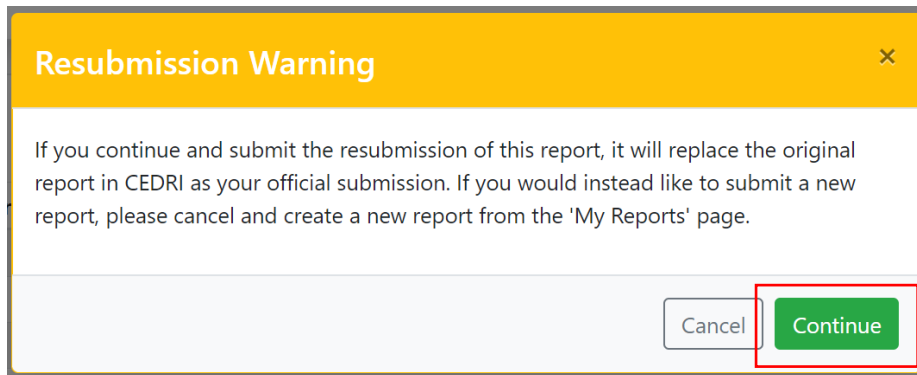 Resubmission Warning
×
If you continue and submit the resubmission of this report, it will replace the original
report in CEDRI as your official submission. If you would instead like to submit a new
report, please cancel and create a new report from the 'My Reports' page.
Cancel
Continue